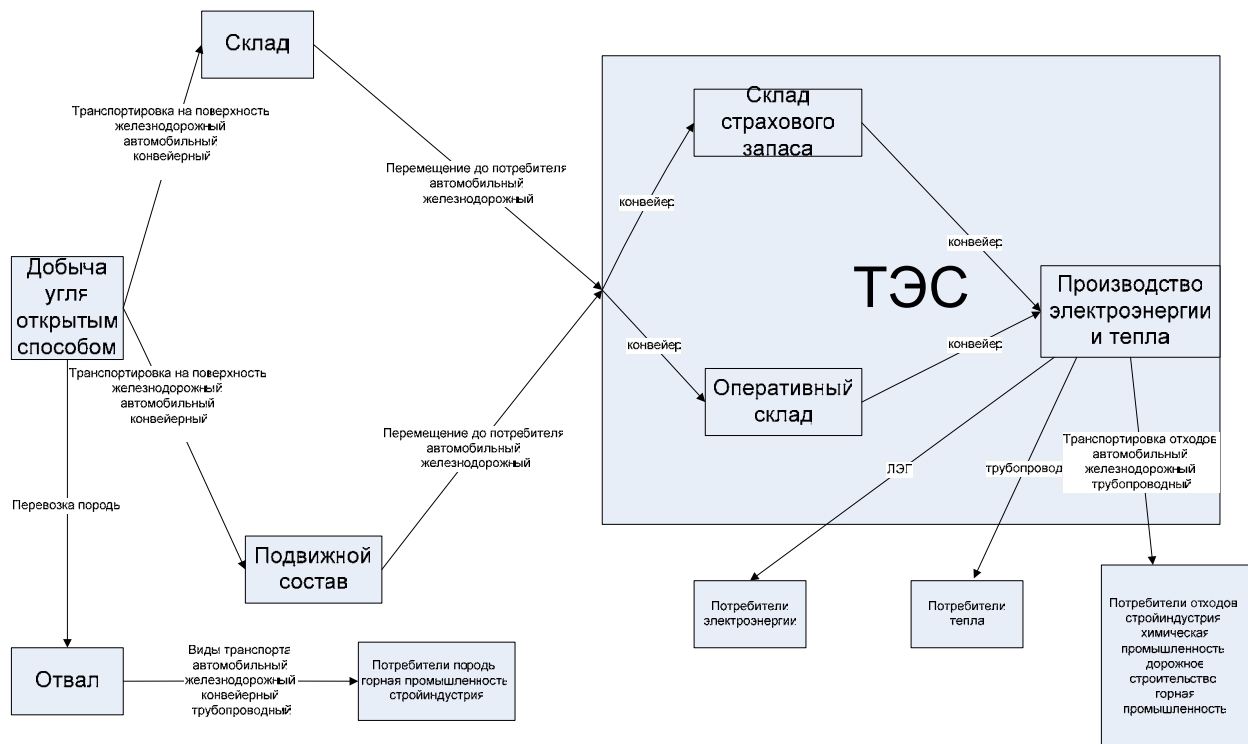 Склад
Транспортировка на поверхность
железнодорожный
автомобильный
конвейерный
Перемещение до потребителя
автомобильный
железнодорожный
Склад
страхового
запаса
конвейер
конвейер
ТЭС
Добыча
угля
открытым
способом
Производство
электроэнергии
и тепла
конвейер
конвейер
Транспортировка на поверхность
железнодорожный
автомобильный
конвейерный
Оперативный
склад
Перемещение до потребителя
автомобильный
железнодорожный
ЛЭГ
трубопровод
Транспортировка отходов
автомобильный
железнодорожный
трубопроводный
Перевозка породь
Подвижной
состав
Потребители
электроэнергии
Потребители
тепла
Потребители отходов
стройиндустрия
химическая
промышленность
дорожное
строительство
горная
промышленность
Отвал
Виды транспорта
автомобильный
железнодорожный
конвейерный
трубопроводный
Потребители породь
горная промышленность
стройиндустрия